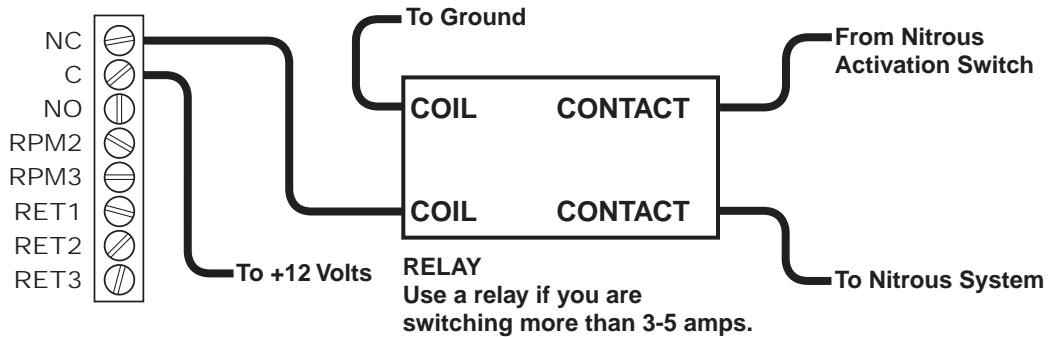 NC
C
NO
RPM2
RPM3
RET1
RET2
RET3
To +12 Volts
To Ground
COIL CONTACT
COIL CONTACT
RELAY
Use a relay if you are
switching more than 3-5 amps.
From Nitrous
Activation Switch
To Nitrous System